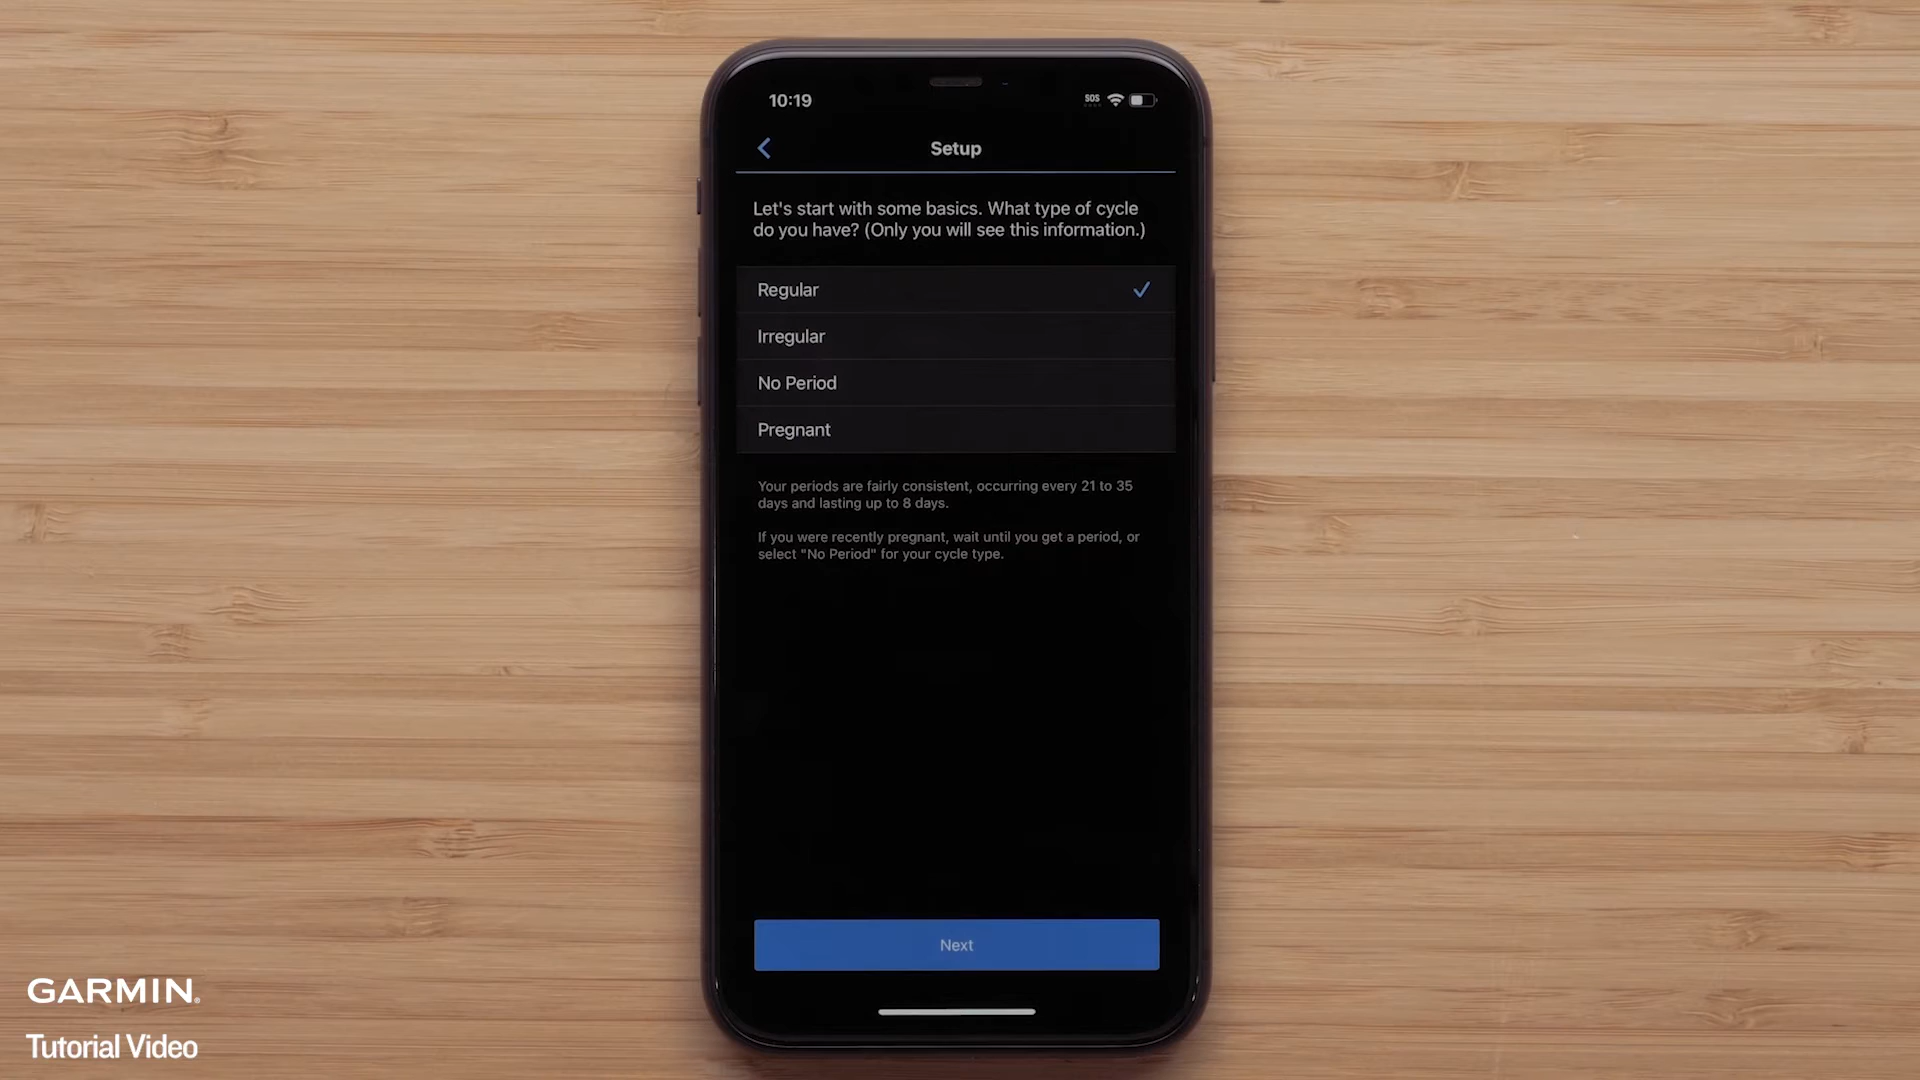 10:19
SOS
Setup
Let's start with some basics. What type of cycle
do you have? (Only you will see this information.)
Regular
Irregular
No Period
Pregnant
Your periods are fairly consistent, occurring every 21 to 35
days and lasting up to 8 days.
If you were recently pregnant, wait until you get a period, or
select "No Period" for your cycle type.
Next
GARMIN.
Tutorial Video